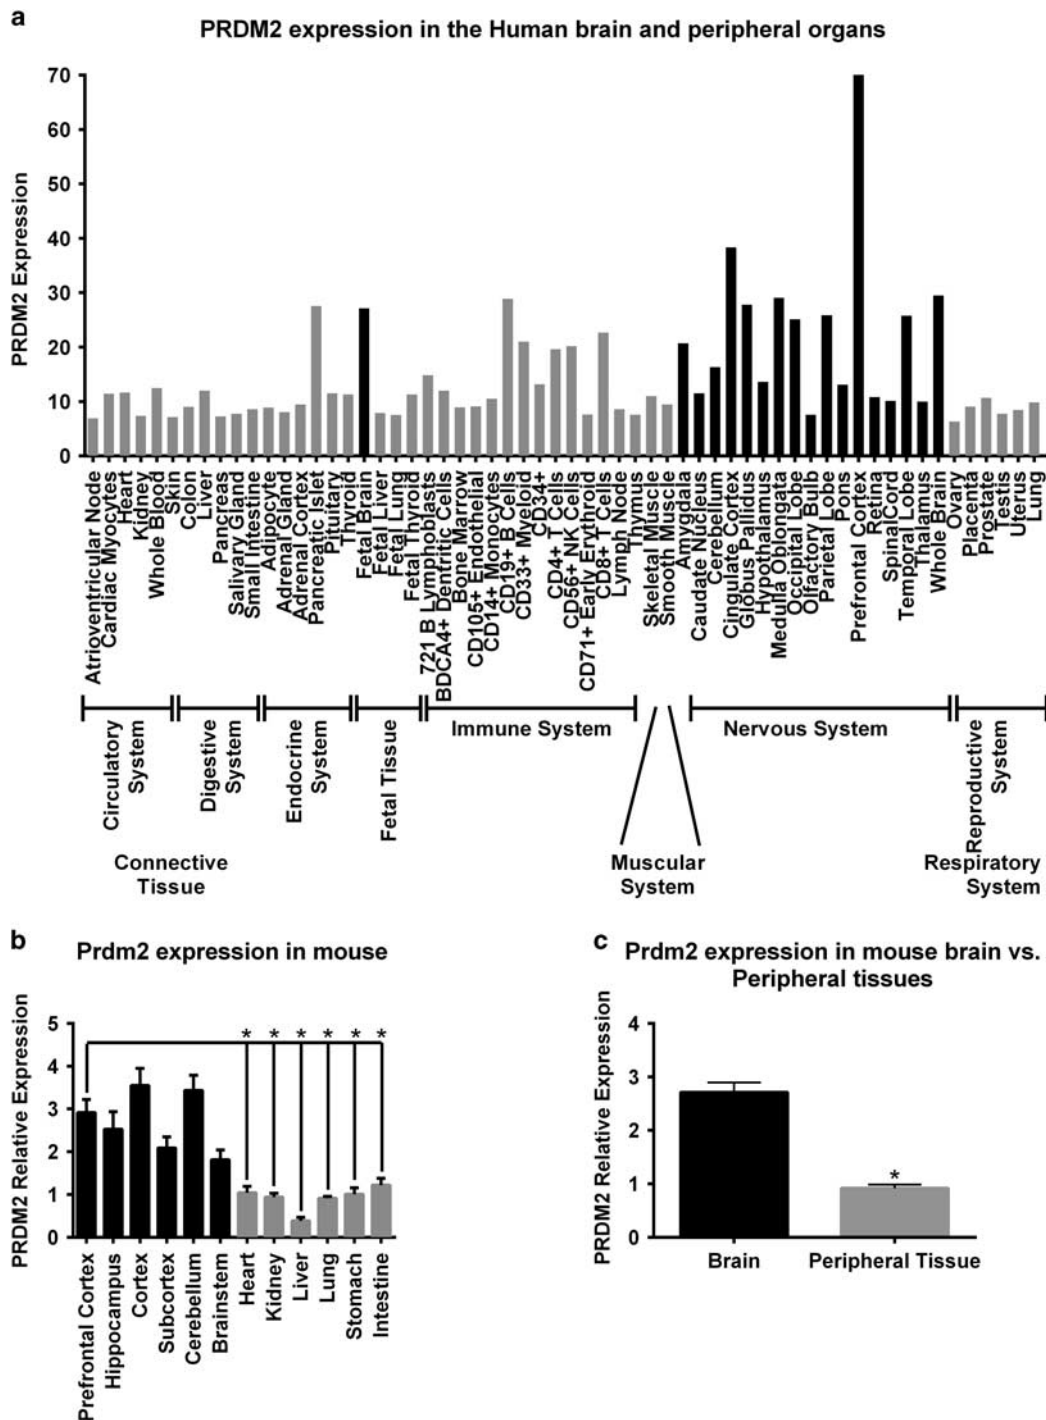 a
PRDM2 expression in the Human brain and peripheral organs
PRDM2 Expression
70
60
50
40
30
20
10
0
Atrioventricular Node
Cardiac Myocytes
Heart
Kidney
Whole Blood
Skin
Colon
Liver
Pancreas
Salivary Gland
Small Intestine
Adipocyte
Adrenal Gland
Adrenal Cortex
Pancreatic Islet
Pituitary
Thyroid
Fetal Brain
Fetal Liver
Fetal Lung
Fetal Thyroid
721 B Lymphoblasts
BDCA4+ Dentritic Cells
Bone Marrow
CD105+ Endothelial
CD14+ Monocytes
CD19+ B Cells
CD33+ Myeloid
CD34+
CD4+ T Cells
CD56+ NK Cells
CD71+ Early Erythroid
CD8+ T Cells
Lymph Node
Thymus
Skeletal Muscle
Smooth Muscle
Amygdala
Caudate Nucleus
Cerebellum
Cingulate Cortex
Globus Pallidus
Hypothalamus
Medulla Oblongata
Occipital Lobe
Olfactory Bulb
Parietal Lobe
Pons
Prefrontal Cortex
Retina
SpinalCord
Temporal Lobe
Thalamus
Whole Brain
Ovary
Placenta
Prostate
Testis
Uterus
Lung
Circulatory
System
Digestive
System
Endocrine
System
Fetal Tissue
Immune System
Nervous System
Reproductive
System
Connective
Tissue
Muscular
System
Respiratory
System
b
Prdm2 expression in mouse
PRDM2 Relative Expression
5
4
3
2
1
0
* * * * * *
Prefrontal Cortex
Hippocampus
Cortex
Subcortex
Cerebellum
Brainstem
Heart
Kidney
Liver
Lung
Stomach
Intestine
c
Prdm2 expression in mouse brain vs.
Peripheral tissues
PRDM2 Relative Expression
4
3
2
1
0
*
Brain
Peripheral Tissue